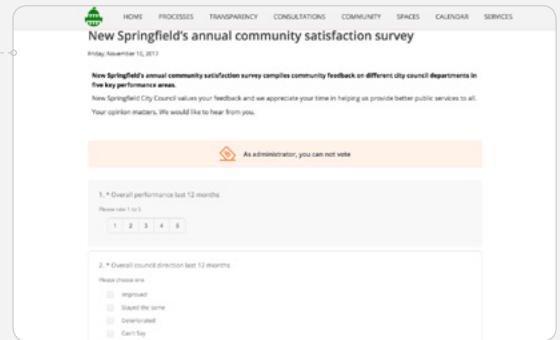 HOME PROCESSES TRANSPARENCY CONSULTATIONS COMMUNITY SPACES CALENDAR SERVICES
New Springfield's annual community satisfaction survey
Friday, November 10, 2017
New Springfield's annual community satisfaction survey compiles community feedback on different city council departments in
five key performance areas.
New Springfield City Council values your feedback and we appreciate your time in helping us provide better public services to all.
Your opinion matters. We would like to hear from you.
As administrator, you can not vote
1. * Overall performance last 12 months
Please rate 1 to 5
1 2 3 4 5
2. * Overall council direction last 12 months
Please choose one
Improved
Stayed the same
Deteriorated
Can't Say